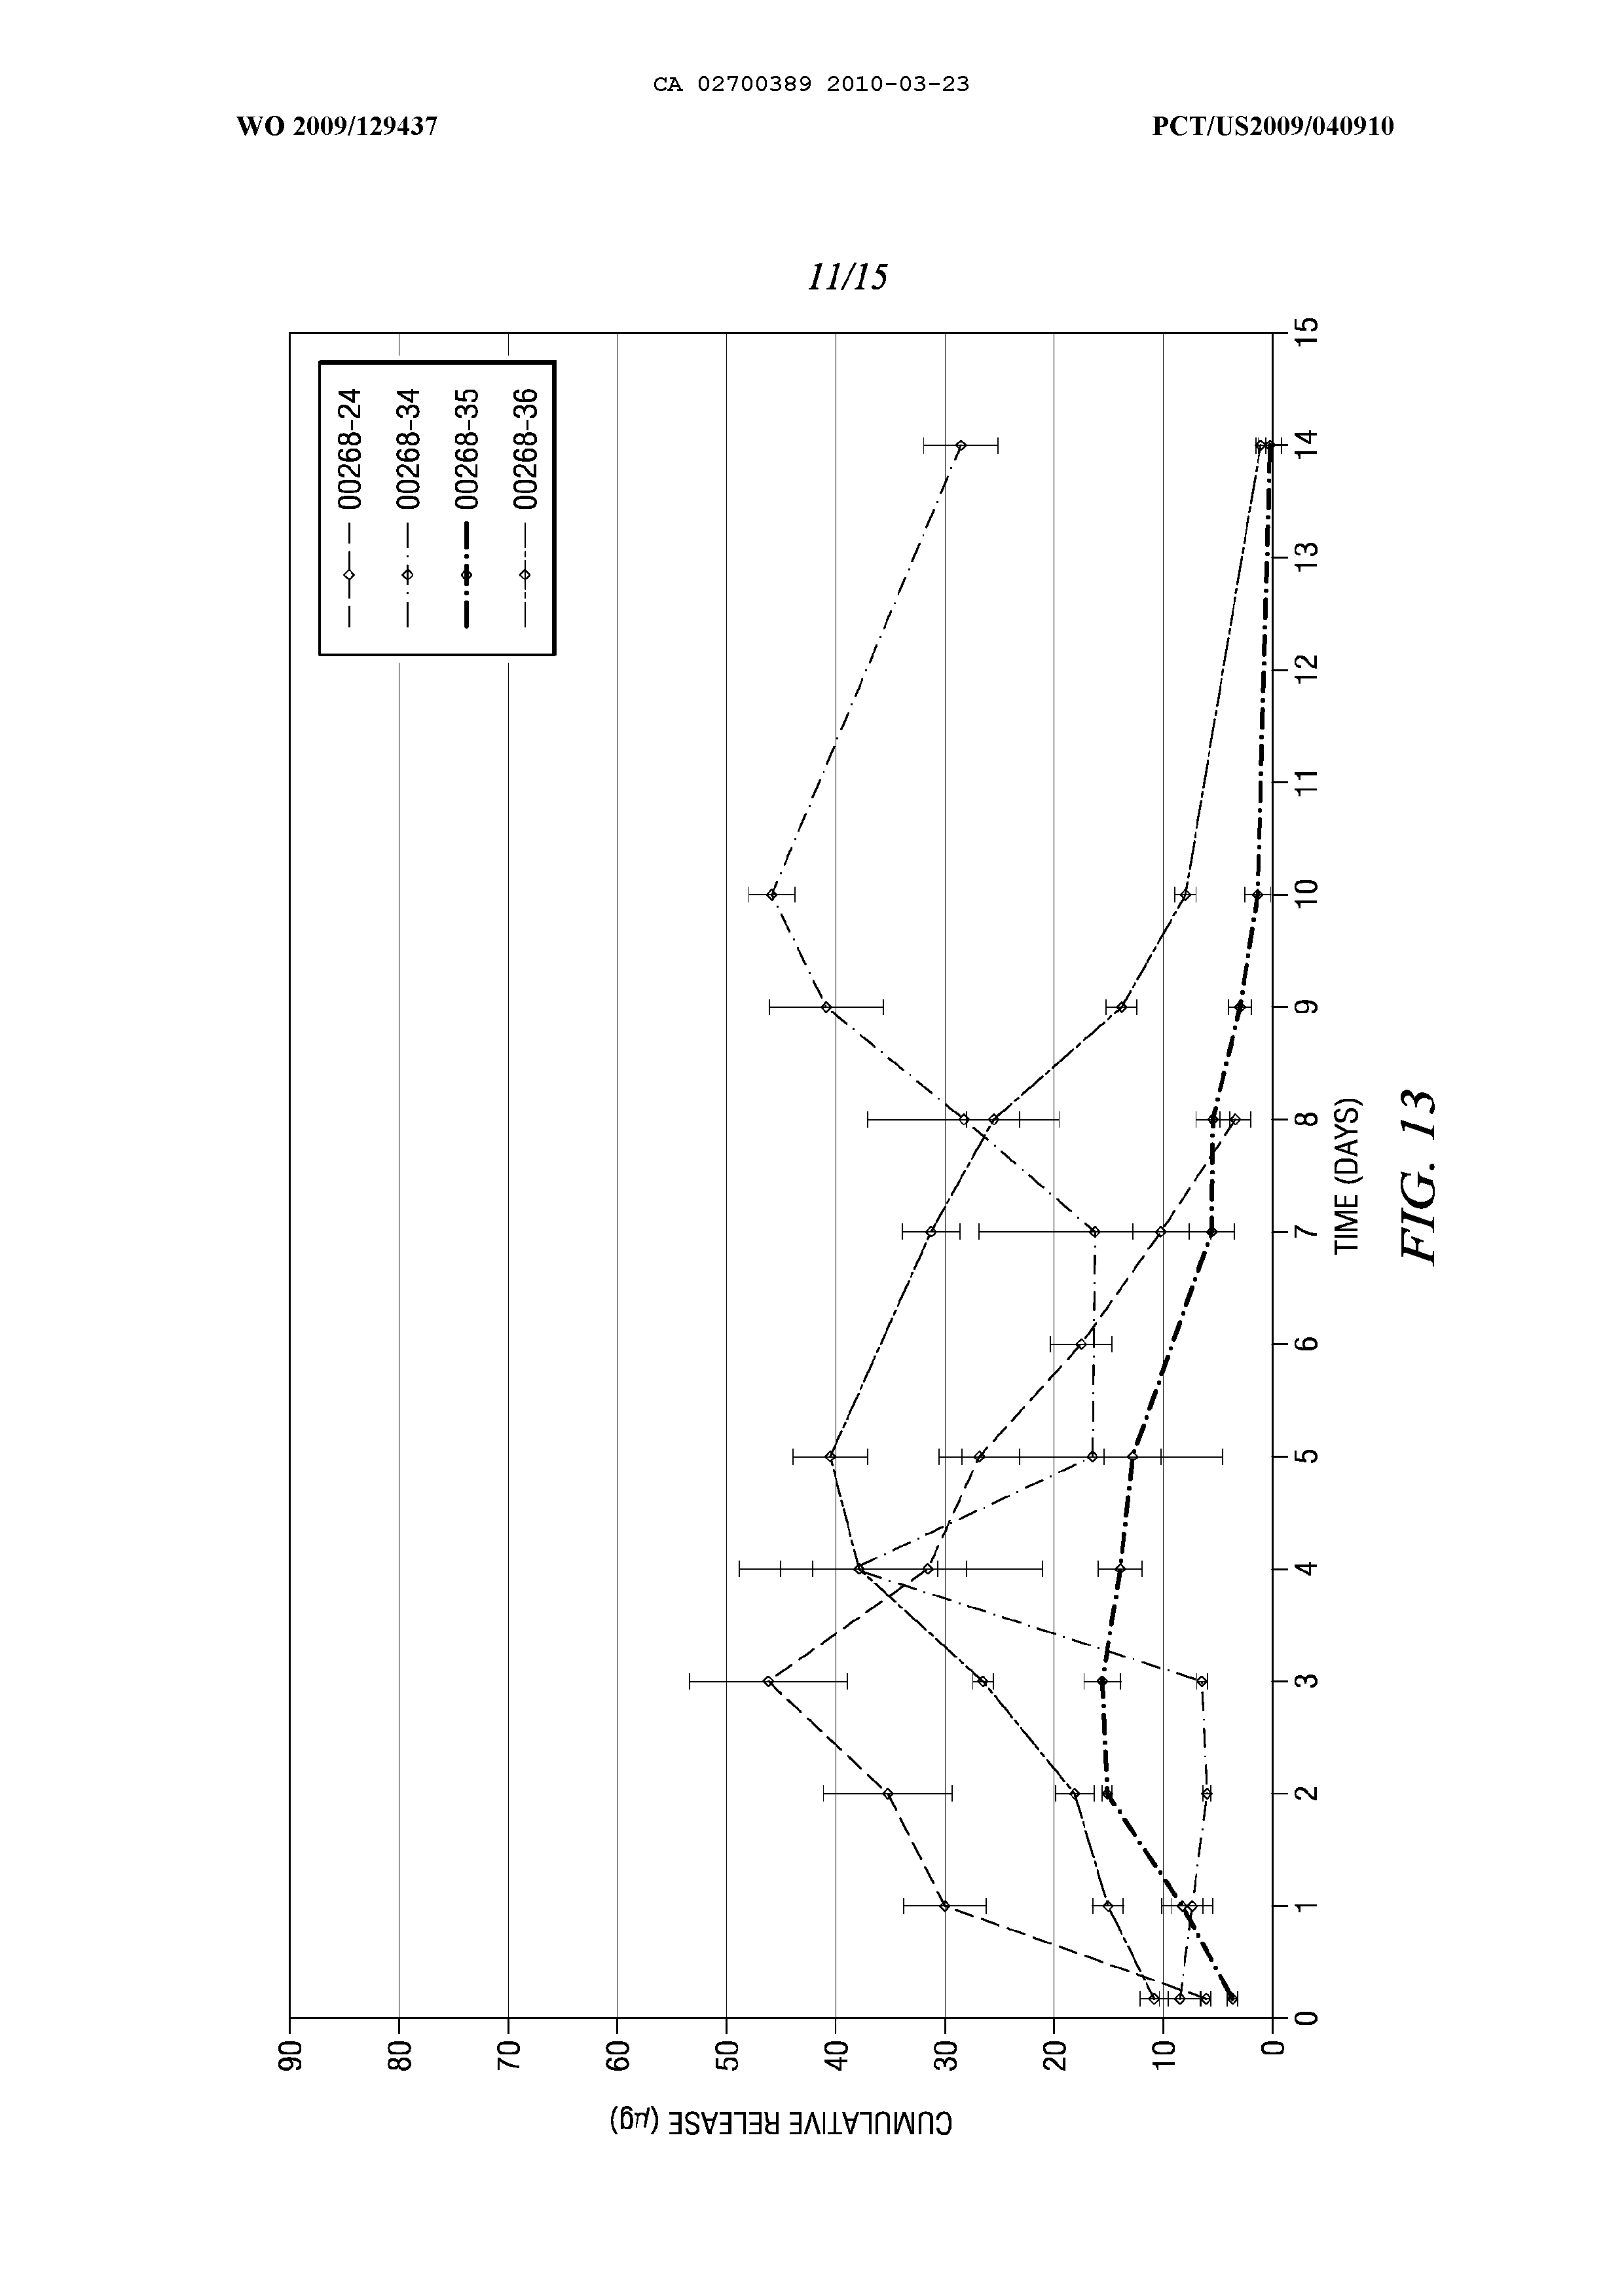 CA 02700389 2010-03-23
WO 2009/129437
PCT/US2009/040910
11/15
00268-24
00268-34
00268-35
00268-36
CUMULATIVE RELEASE (µg)
90
80
70
60
50
40
30
20
10
0
0 1 2 3 4 5 6 7 8 9 10 11 12 13 14 15
TIME (DAYS)
FIG. 13